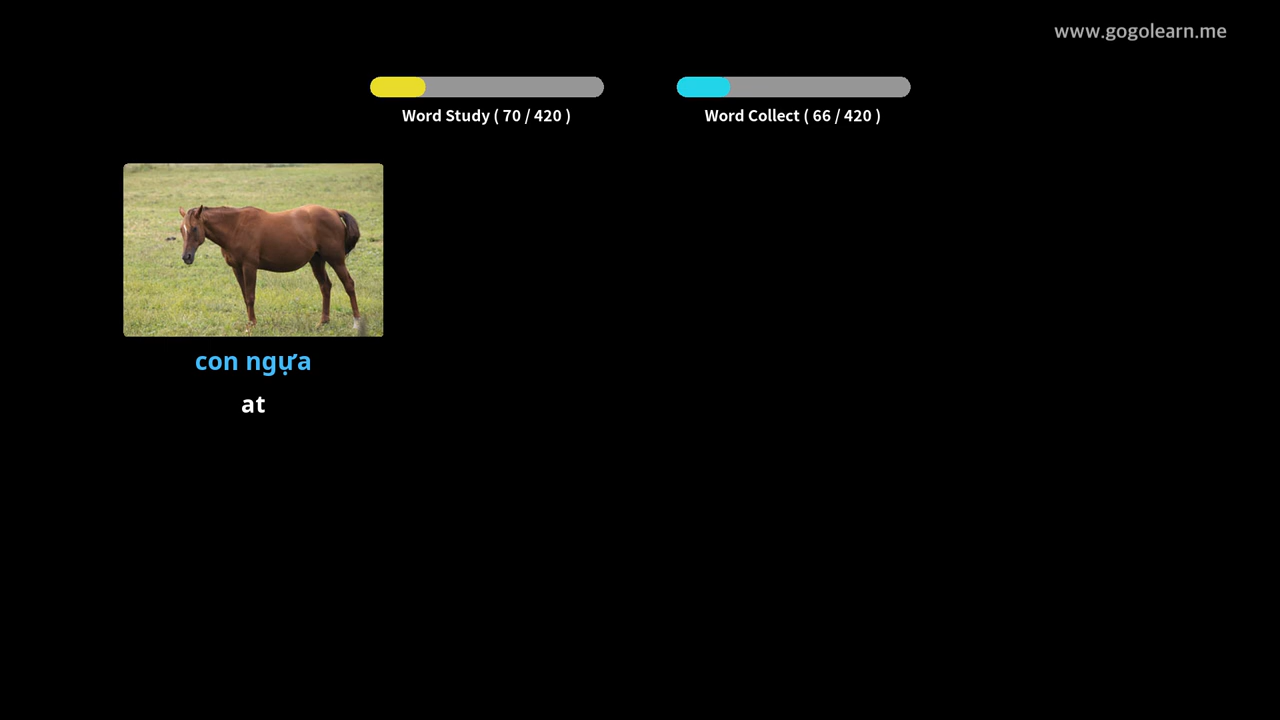 www.gogolearn.me
Word Study ( 70 / 420 )
Word Collect ( 66 / 420 )
con ngựa
at